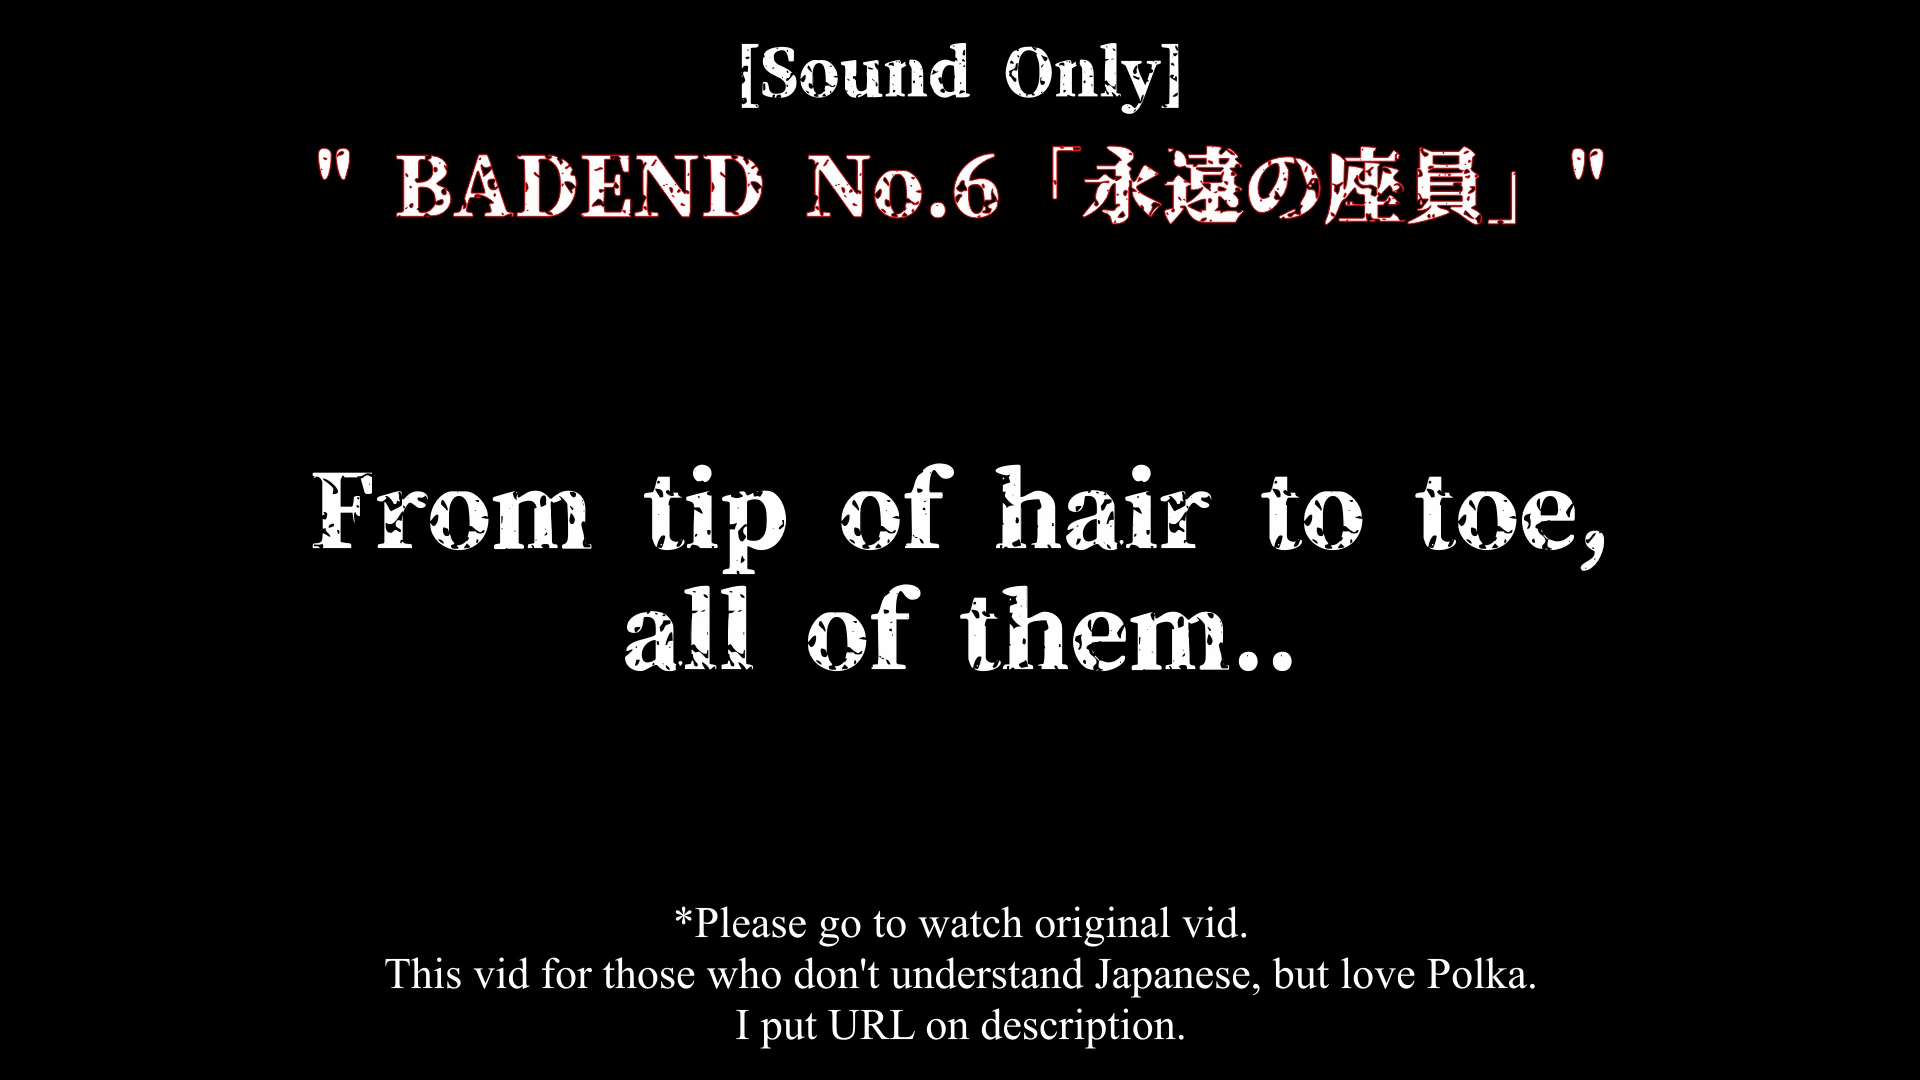 [Sound Only]
" BADEND No.6「永遠の座員」"
From tip of hair to toe,
all of them..
*Please go to watch original vid.
This vid for those who don't understand Japanese, but love Polka.
I put URL on description.